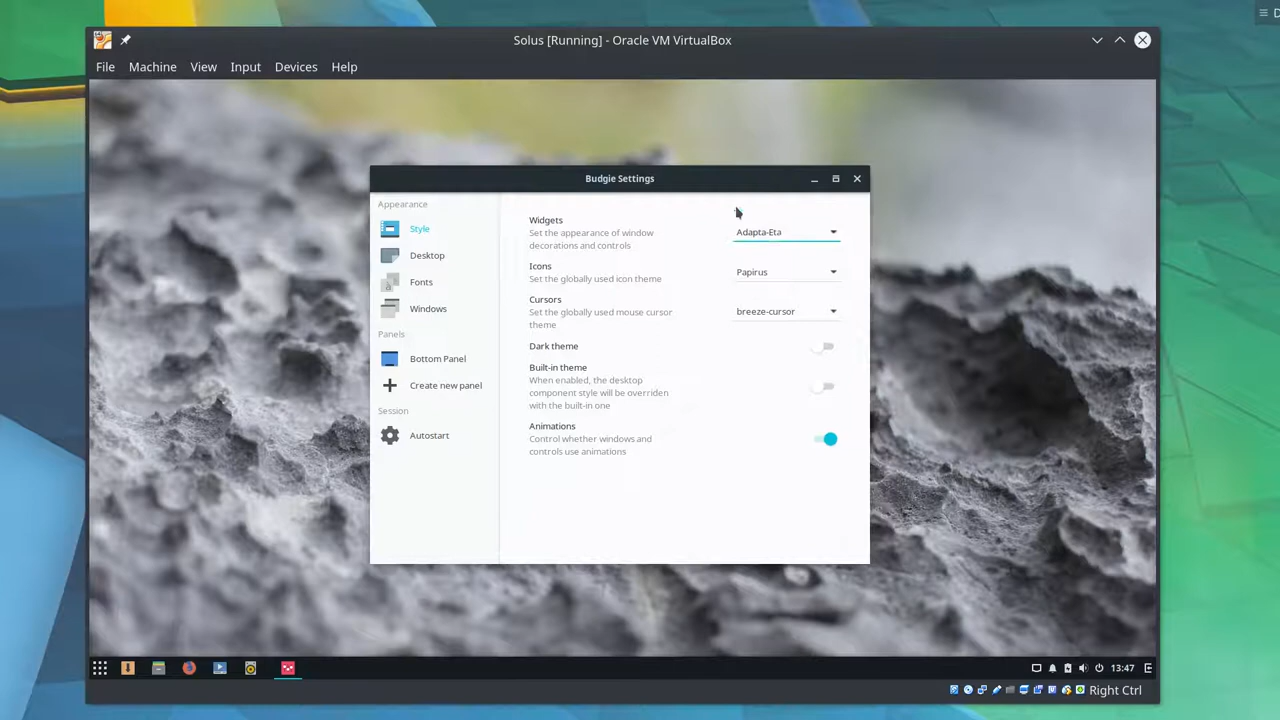 Solus [Running] - Oracle VM VirtualBox
File Machine View Input Devices Help
Budgie Settings
Appearance
Style
Desktop
Fonts
Windows
Panels
Bottom Panel
Create new panel
Session
Autostart
Widgets
Set the appearance of window
decorations and controls
Adapta-Eta
Icons
Set the globally used icon theme
Papirus
Cursors
Set the globally used mouse cursor
theme
breeze-cursor
Dark theme
Built-in theme
When enabled, the desktop
component style will be overriden
with the built-in one
Animations
Control whether windows and
controls use animations
13:47
Right Ctrl